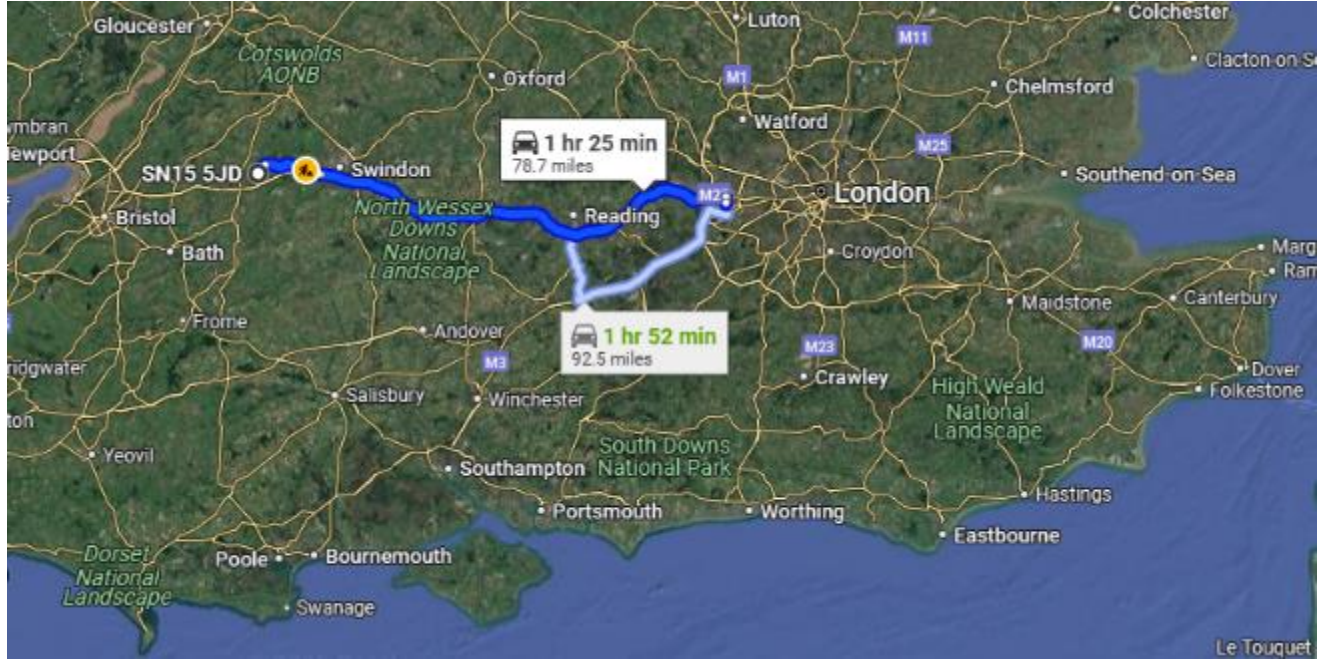 Gloucester
Luton
Colchester
M11
Cotswolds
AONB
Oxford
M1
Clacton-on-S
Chelmsford
Watford
ymbran
ewport
1 hr 25 min
78.7 miles
M25
SN15 5JD
Swindon
Southend-on-Sea
London
North Wessex
Downs
National
Landscape
Reading
Bristol
Bath
Croydon
Marg
Ram
Maidstone
Canterbury
Frome
Andover
1 hr 52 min
92.5 miles
M3
M23
M20
ridgwater
Crawley
Dover
Folkestone
Salisbury
Winchester
High Weald
National
Landscape
ton
Yeovil
South Downs
National Park
Southampton
Portsmouth
Worthing
Hastings
Eastbourne
Dorset
National
Landscape
Poole
Bournemouth
Swanage
Le Touquet